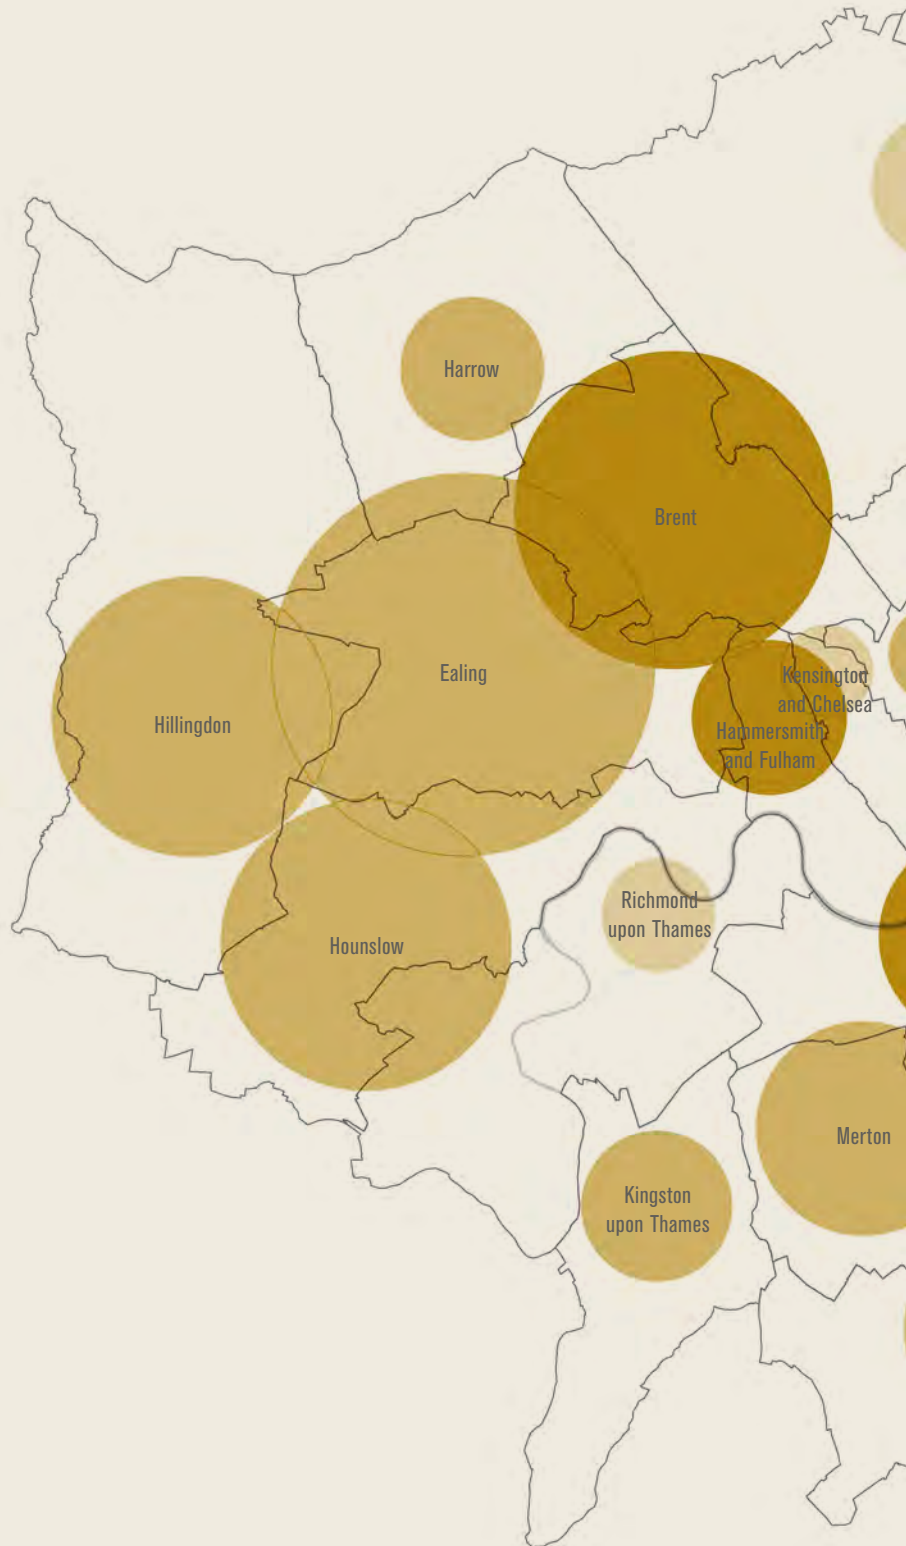 Harrow
Brent
Ealing
Kensington
and Chelsea
Hillingdon
Hammersmith
and Fulham
Richmond
upon Thames
Hounslow
Merton
Kingston
upon Thames